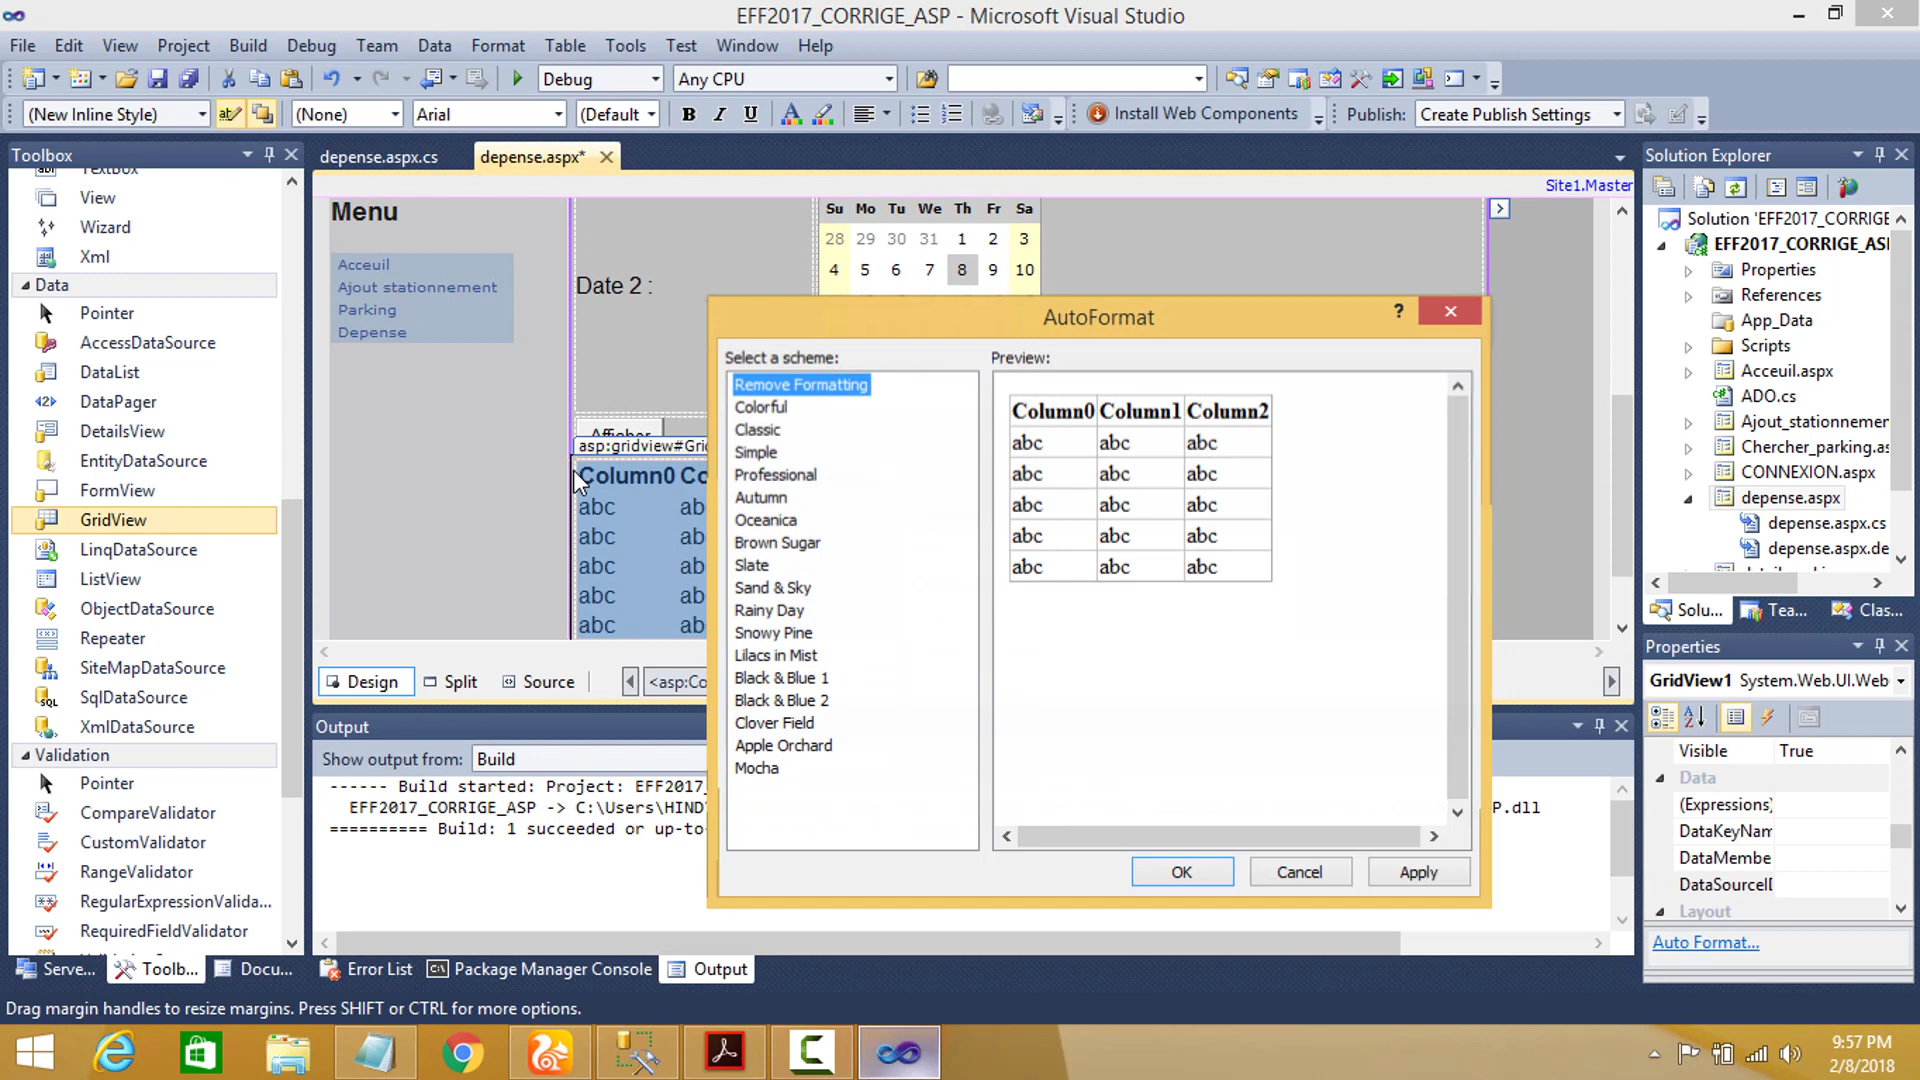 EFF2017_CORRIGE_ASP - Microsoft Visual Studio
File Edit View Project Build Debug Team Data Format Table Tools Test Window Help
Debug Any CPU
(New Inline Style) (None) Arial (Default B I U A Install Web Components Publish: Create Publish Settings
Toolbox
TextBox
View
Wizard
Xml
Data
Pointer
AccessDataSource
DataList
DataPager
DetailsView
EntityDataSource
FormView
GridView
LinqDataSource
ListView
ObjectDataSource
Repeater
SiteMapDataSource
SqlDataSource
XmlDataSource
Validation
Pointer
CompareValidator
CustomValidator
RangeValidator
RegularExpressionValida...
RequiredFieldValidator
Serve... Toolb... Docu...
depense.aspx.cs depense.aspx*
Site1.Master
Menu
Acceuil
Ajout stationnement
Parking
Depense
Su Mo Tu We Th Fr Sa
28 29 30 31 1 2 3
4 5 6 7 8 9 10
Date 2 :
Afficher
asp:gridview#Gri
Column0 Co
abc ab
abc ab
abc ab
abc ab
abc ab
Design Split Source <asp:Co
AutoFormat
?
Select a scheme:
Remove Formatting
Colorful
Classic
Simple
Professional
Autumn
Oceanica
Brown Sugar
Slate
Sand & Sky
Rainy Day
Snowy Pine
Lilacs in Mist
Black & Blue 1
Black & Blue 2
Clover Field
Apple Orchard
Mocha
Preview:
Column0 Column1 Column2
abc abc abc
abc abc abc
abc abc abc
abc abc abc
abc abc abc
OK Cancel Apply
Output
Show output from: Build
------ Build started: Project: EFF2017_
EFF2017_CORRIGE_ASP -> C:\Users\HIND P.dll
========== Build: 1 succeeded or up-to-
Error List Package Manager Console Output
Solution Explorer
Solution 'EFF2017_CORRIGE
EFF2017_CORRIGE_ASI
Properties
References
App_Data
Scripts
Acceuil.aspx
ADO.cs
Ajout_stationnemer
Chercher_parking.as
CONNEXION.aspx
depense.aspx
depense.aspx.cs
depense.aspx.de
Solu... Tea... Clas...
Properties
GridView1 System.Web.UI.Web
Visible True
Data
(Expressions)
DataKeyNam
DataMembe
DataSourceI
Layout
Auto Format...
Drag margin handles to resize margins. Press SHIFT or CTRL for more options.
9:57 PM
2/8/2018